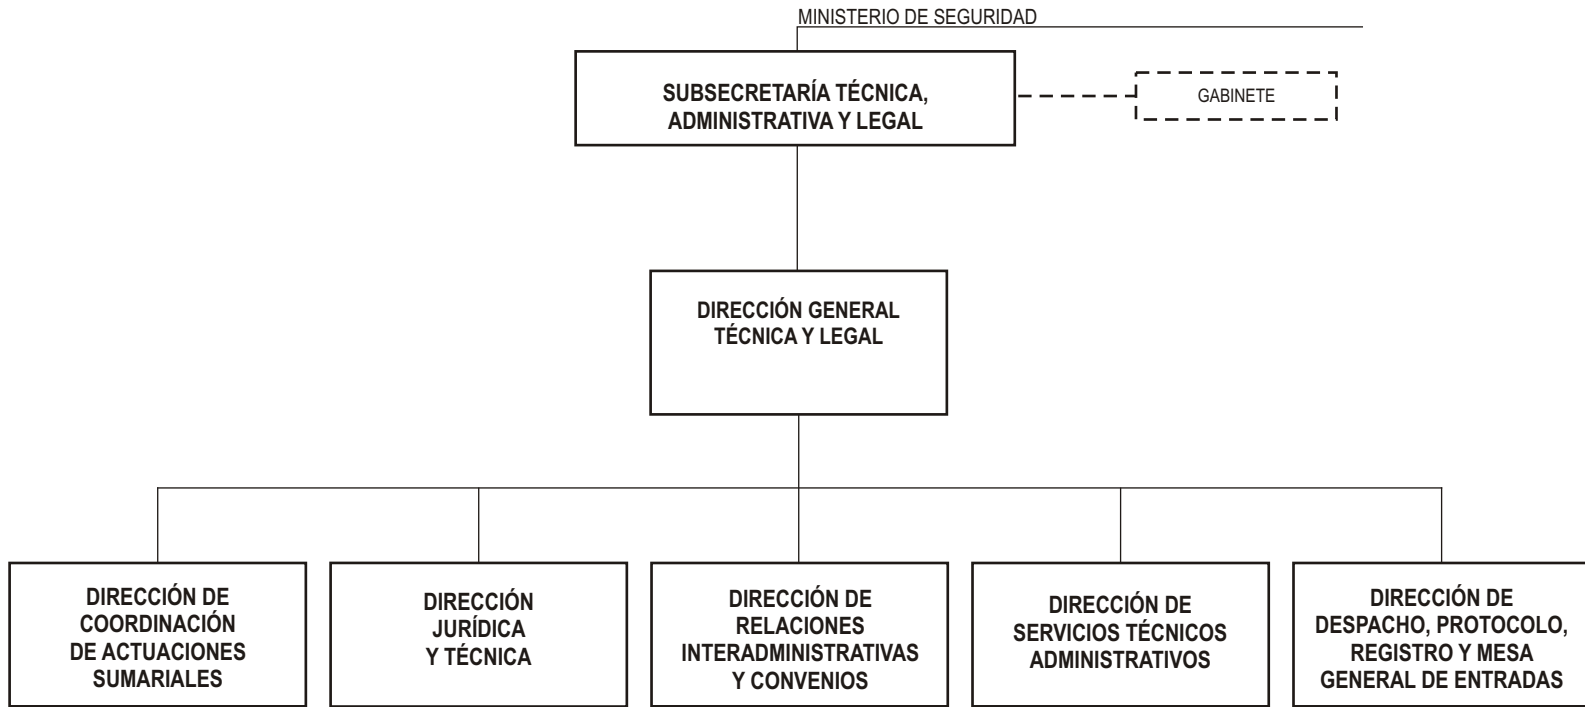 MINISTERIO DE SEGURIDAD
SUBSECRETARÍA TÉCNICA,
ADMINISTRATIVA Y LEGAL
GABINETE
DIRECCIÓN GENERAL
TÉCNICA Y LEGAL
DIRECCIÓN DE
COORDINACIÓN
DE ACTUACIONES
SUMARIALES
DIRECCIÓN
JURÍDICA
Y TÉCNICA
DIRECCIÓN DE
RELACIONES
INTERADMINISTRATIVAS
Y CONVENIOS
DIRECCIÓN DE
SERVICIOS TÉCNICOS
ADMINISTRATIVOS
DIRECCIÓN DE
DESPACHO, PROTOCOLO,
REGISTRO Y MESA
GENERAL DE ENTRADAS